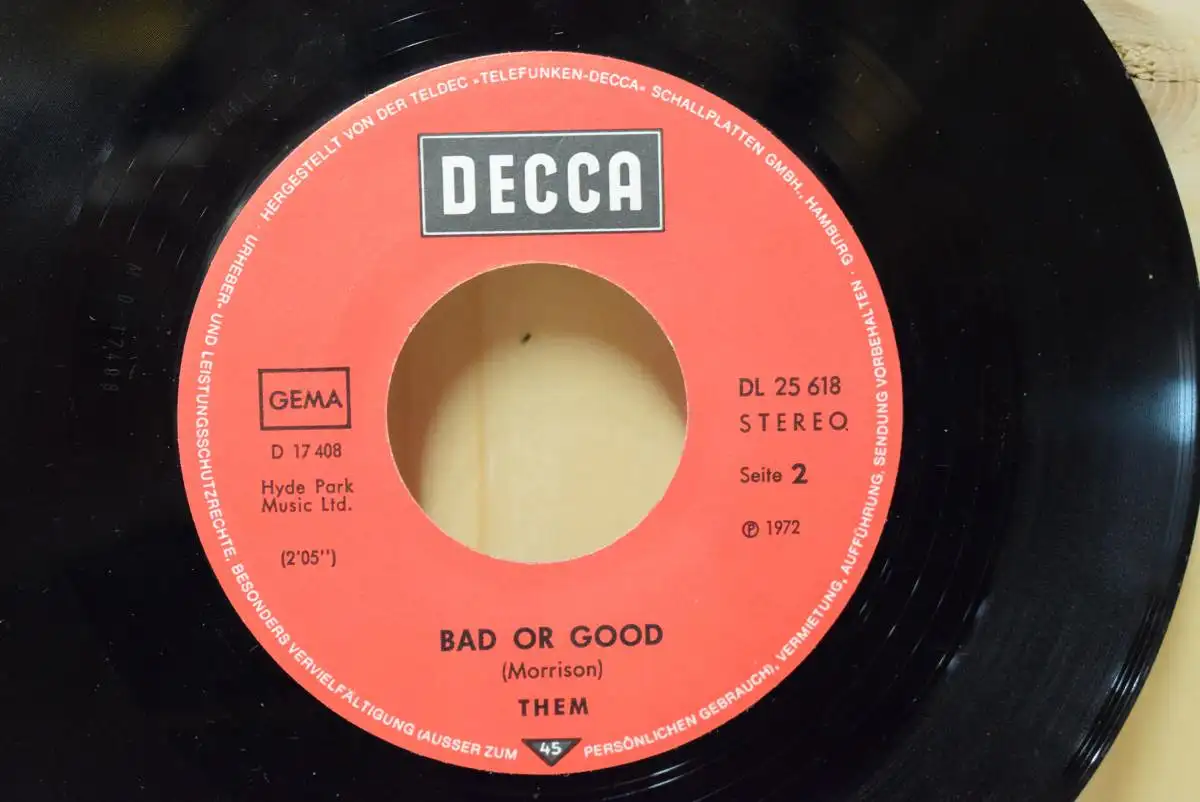 HERGESTELLT VON DER TELDEC »TELEFUNKEN-DECCA« SCHALLPLATTEN GMBH., HAMBURG · URHEBER- UND LEISTUNGSSCHUTZRECHTE, BESONDERS VERVIELFÄLTIGUNG (AUSSER ZUM PERSÖNLICHEN GEBRAUCH), VERMIETUNG, AUFFÜHRUNG, SENDUNG VORBEHALTEN ·
DECCA
GEMA
D 17 408
Hyde Park
Music Ltd.
(2'05'')
DL 25 618
STEREO
Seite 2
℗ 1972
BAD OR GOOD
(Morrison)
THEM
45